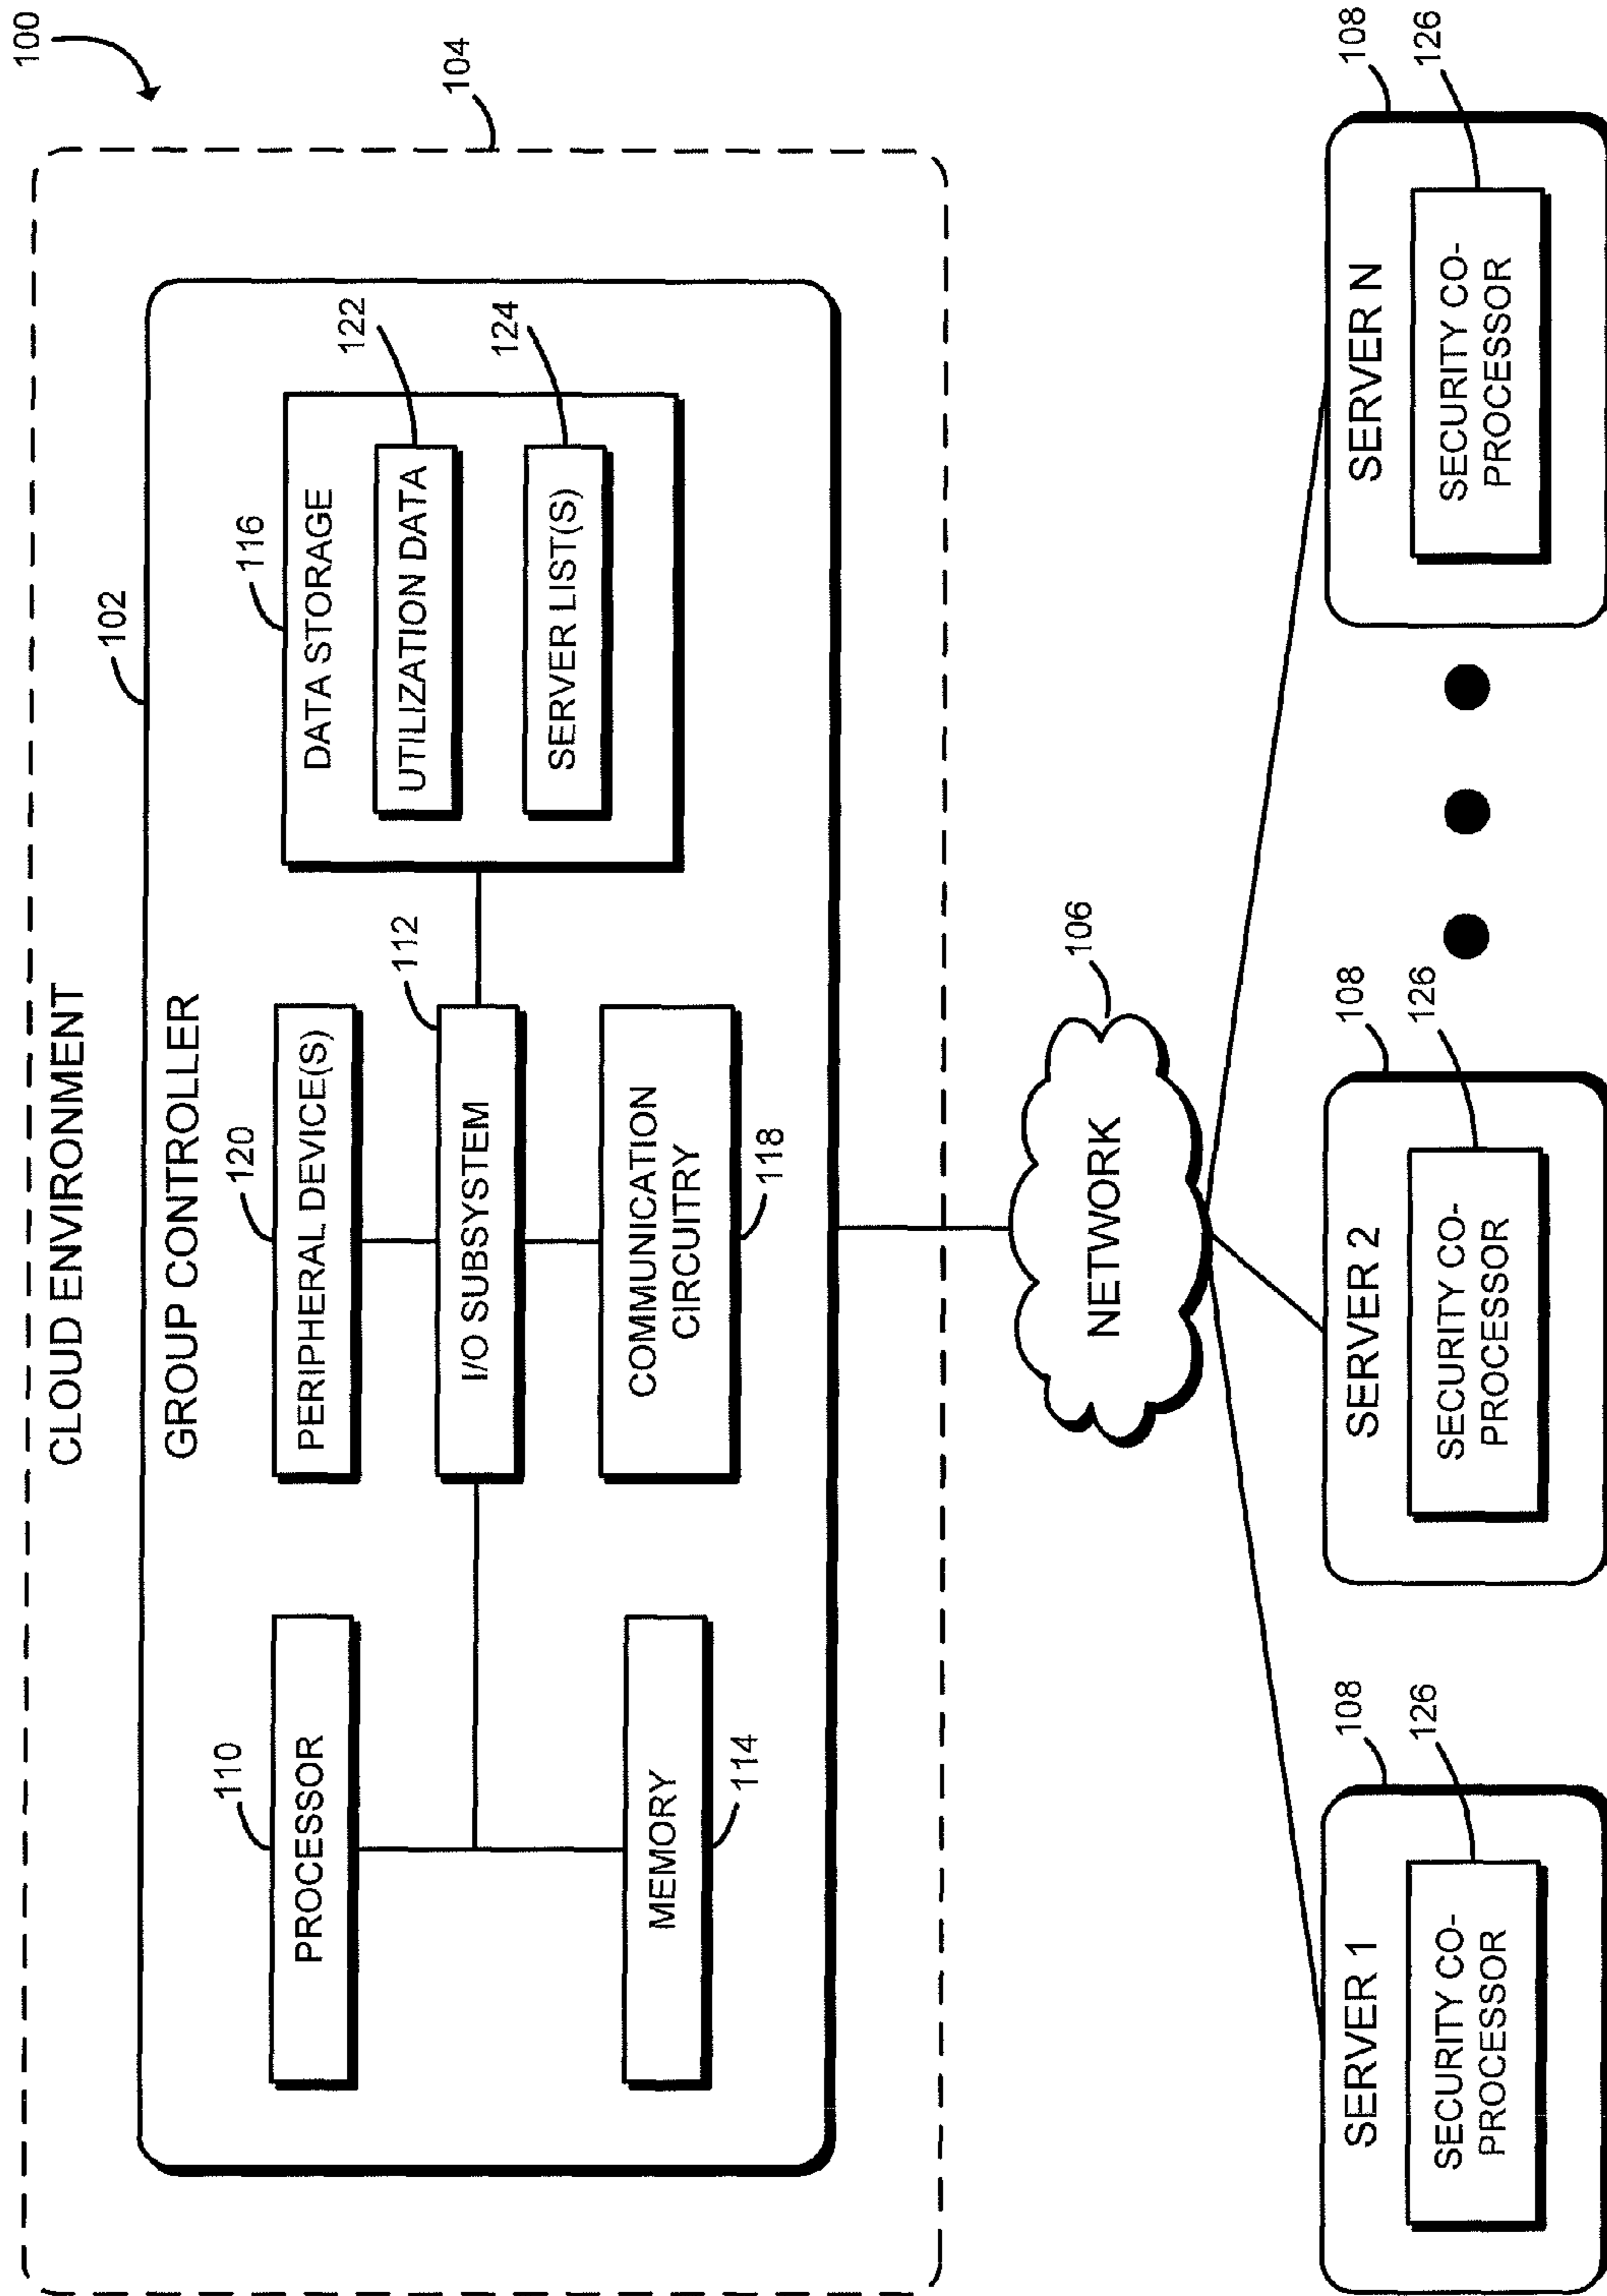 100
CLOUD ENVIRONMENT
104
102
GROUP CONTROLLER
110
PROCESSOR
MEMORY
114
120
PERIPHERAL DEVICE(S)
112
I/O SUBSYSTEM
COMMUNICATION
CIRCUITRY
118
116
DATA STORAGE
122
UTILIZATION DATA
124
SERVER LIST(S)
106
NETWORK
108
SERVER 1
126
SECURITY CO-
PROCESSOR
108
SERVER 2
126
SECURITY CO-
PROCESSOR
108
SERVER N
126
SECURITY CO-
PROCESSOR